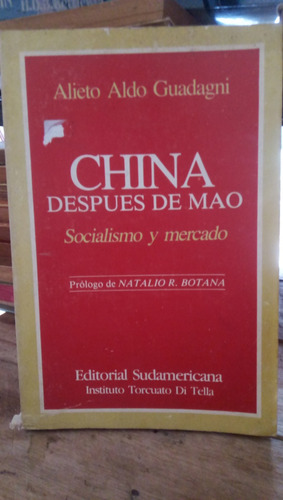 Alieto Aldo Guadagni
CHINA
DESPUES DE MAO
Socialismo y mercado
Prólogo de NATALIO R. BOTANA
Editorial Sudamericana
Instituto Torcuato Di Tella